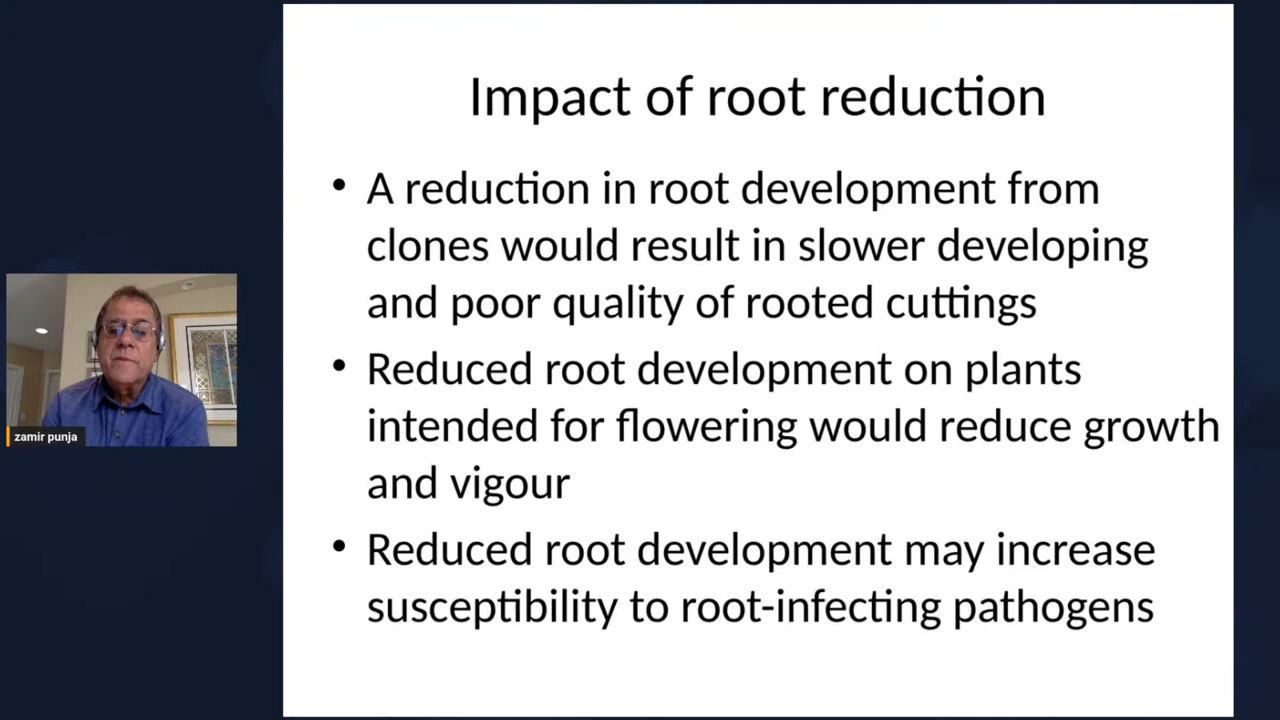 Impact of root reduction
• A reduction in root development from
clones would result in slower developing
and poor quality of rooted cuttings
• Reduced root development on plants
intended for flowering would reduce growth
and vigour
• Reduced root development may increase
susceptibility to root-infecting pathogens
zamir punja